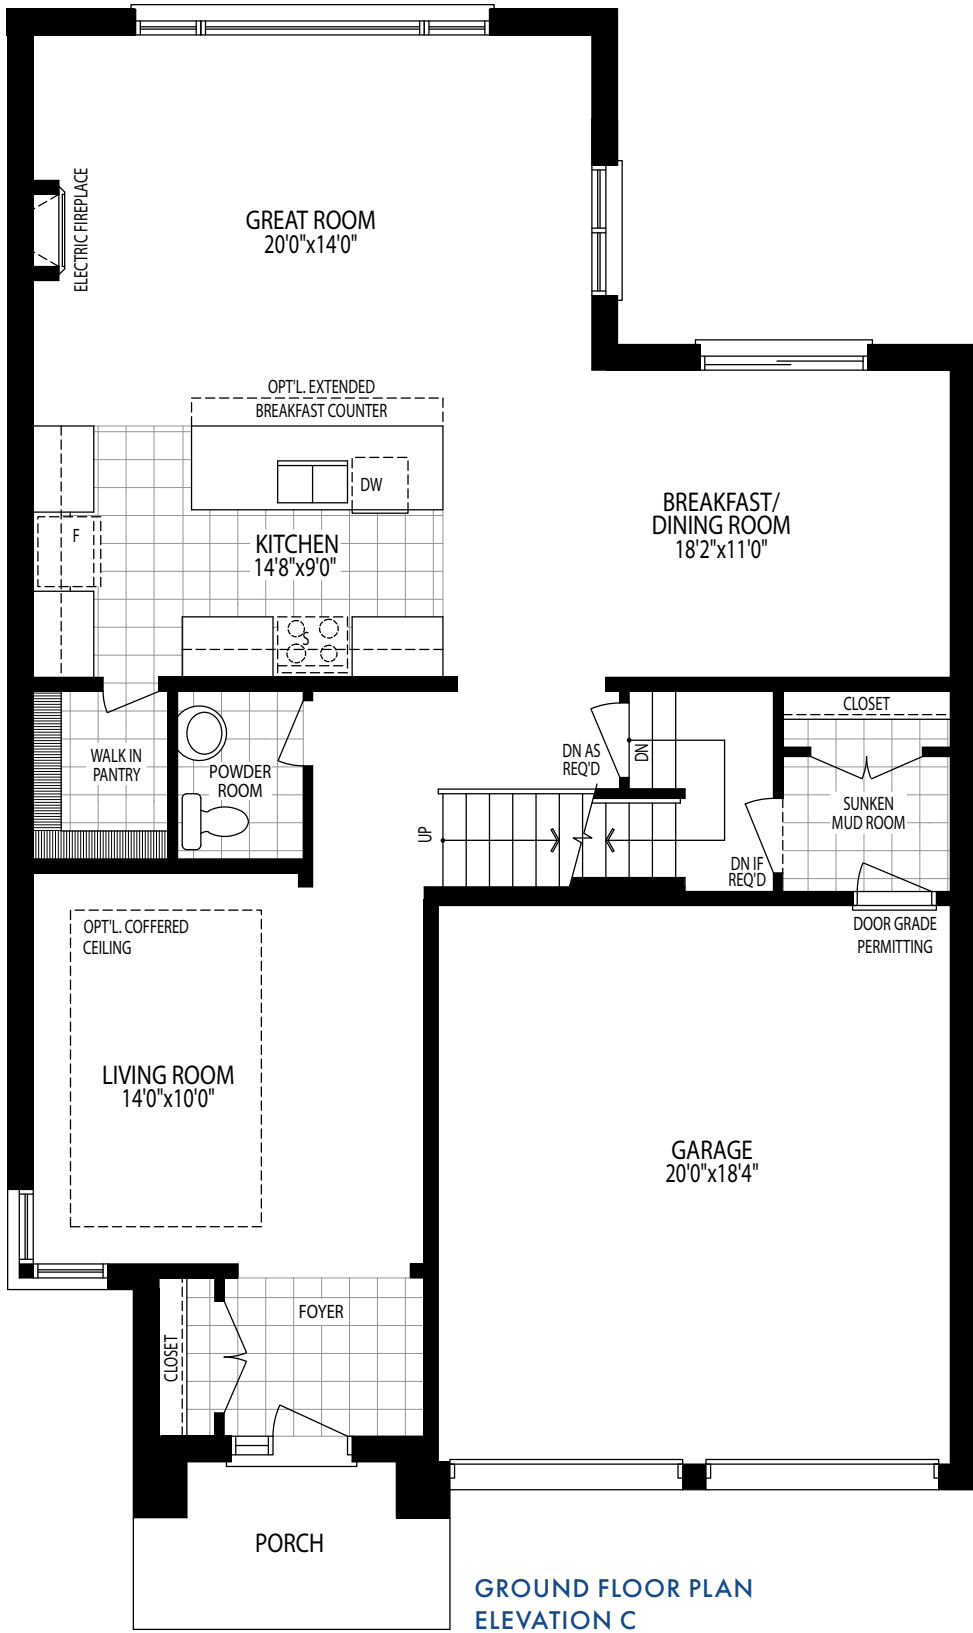 ELECTRIC FIREPLACE
GREAT ROOM
20'0"x14'0"
OPT'L. EXTENDED
BREAKFAST COUNTER
DW
F
BREAKFAST/
DINING ROOM
18'2"x11'0"
KITCHEN
14'8"x9'0"
S
WALK IN
PANTRY
POWDER
ROOM
DN AS
REQ'D
DN
CLOSET
SUNKEN
MUD ROOM
UP
DN IF
REQ'D
DOOR GRADE
PERMITTING
OPT'L. COFFERED
CEILING
LIVING ROOM
14'0"x10'0"
GARAGE
20'0"x18'4"
FOYER
CLOSET
PORCH
GROUND FLOOR PLAN
ELEVATION C